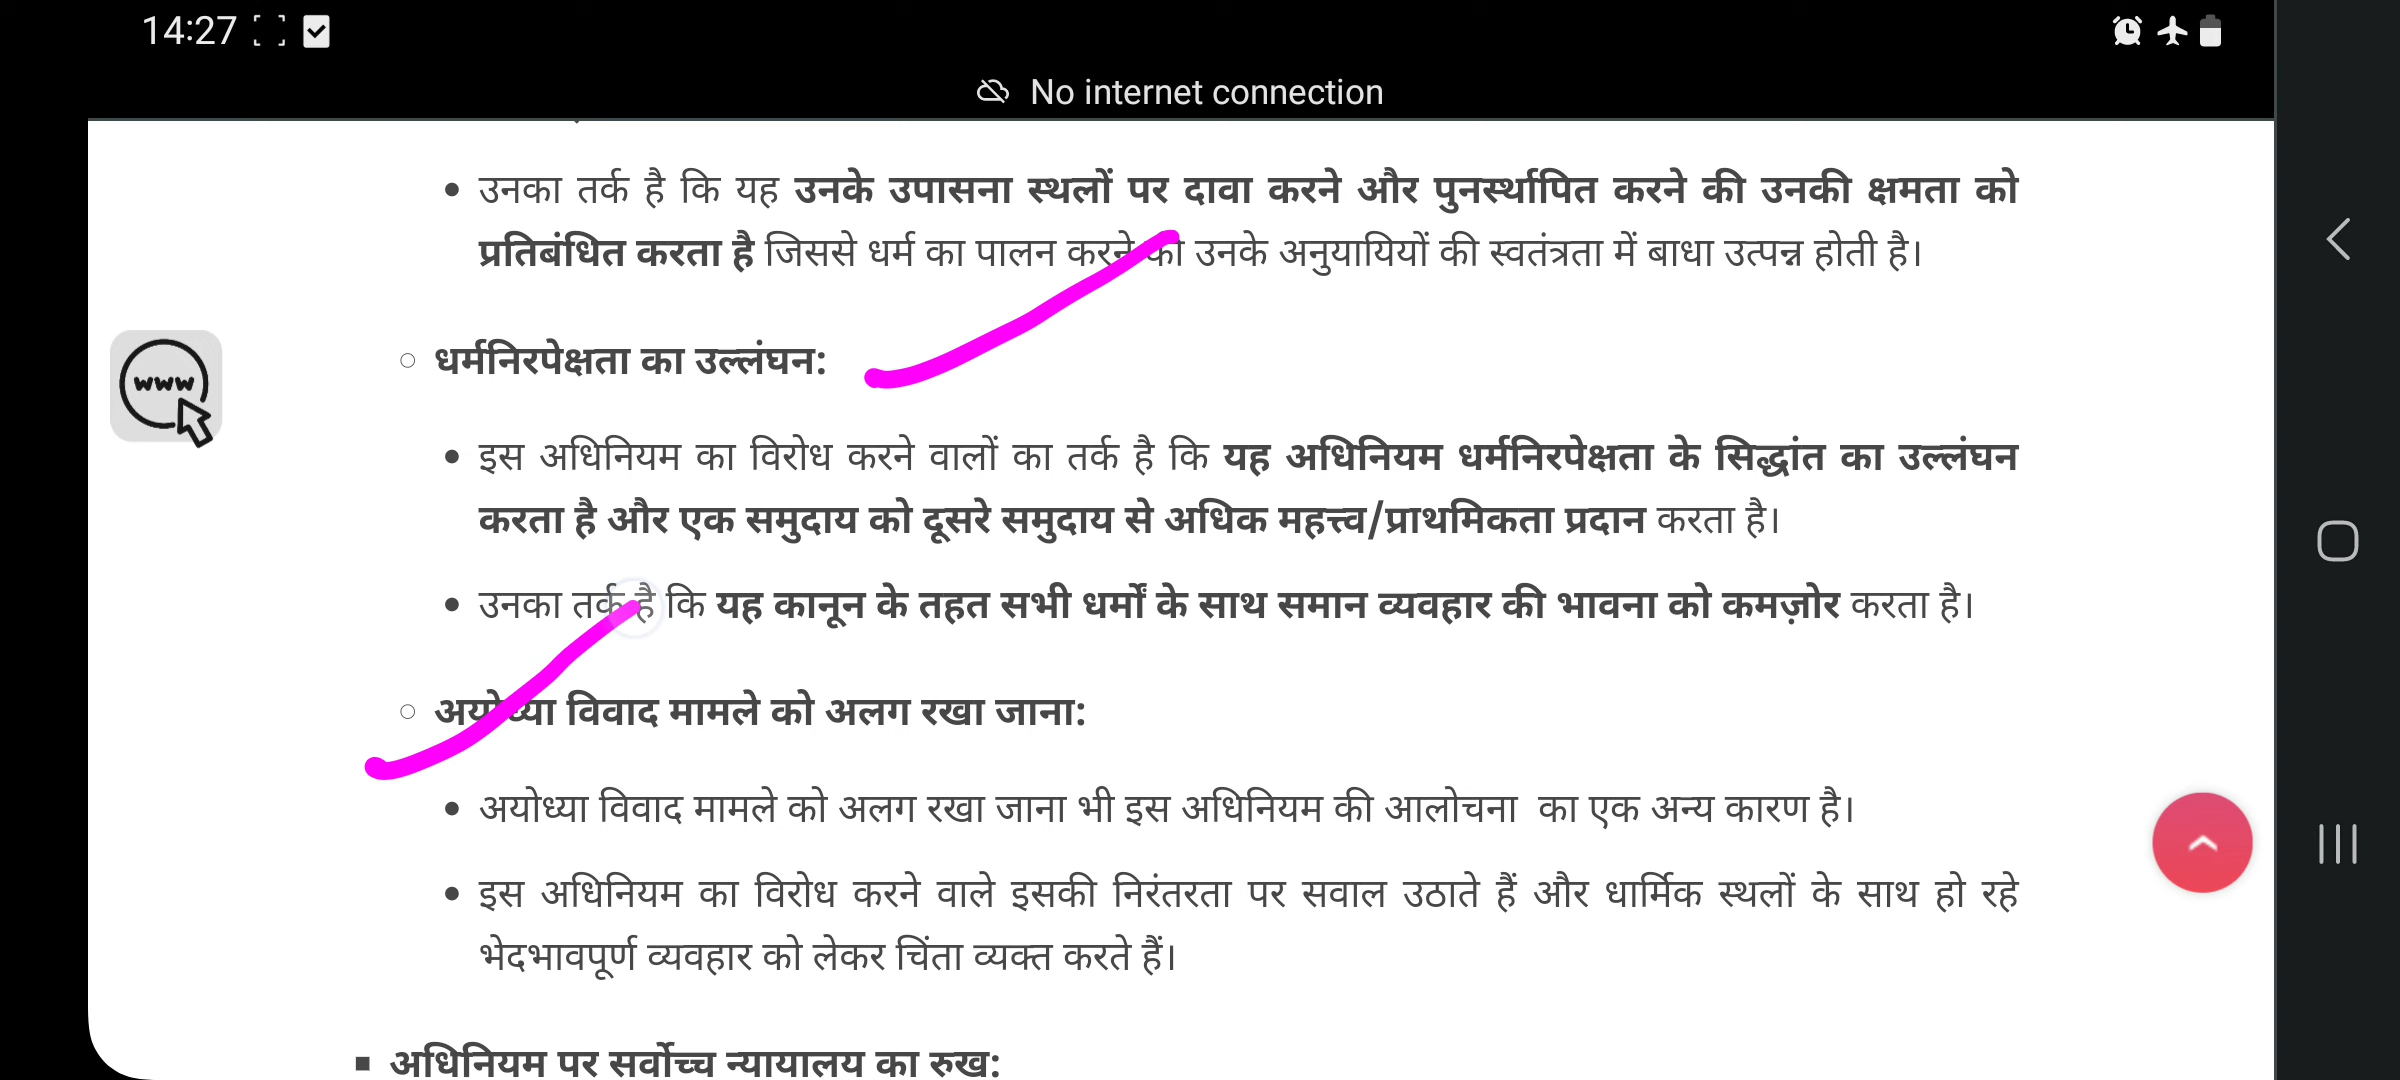 14:27
No internet connection
उनका तर्क है कि यह उनके उपासना स्थलों पर दावा करने और पुनर्स्थापित करने की उनकी क्षमता को
प्रतिबंधित करता है जिससे धर्म का पालन करने की उनके अनुयायियों की स्वतंत्रता में बाधा उत्पन्न होती है।
www
धर्मनिरपेक्षता का उल्लंघन:
इस अधिनियम का विरोध करने वालों का तर्क है कि यह अधिनियम धर्मनिरपेक्षता के सिद्धांत का उल्लंघन
करता है और एक समुदाय को दूसरे समुदाय से अधिक महत्त्व/प्राथमिकता प्रदान करता है।
उनका तर्क है कि यह कानून के तहत सभी धर्मों के साथ समान व्यवहार की भावना को कमज़ोर करता है।
अयोध्या विवाद मामले को अलग रखा जाना:
अयोध्या विवाद मामले को अलग रखा जाना भी इस अधिनियम की आलोचना का एक अन्य कारण है।
इस अधिनियम का विरोध करने वाले इसकी निरंतरता पर सवाल उठाते हैं और धार्मिक स्थलों के साथ हो रहे
भेदभावपूर्ण व्यवहार को लेकर चिंता व्यक्त करते हैं।
अधिनियम पर सर्वोच्च न्यायालय का रुख: